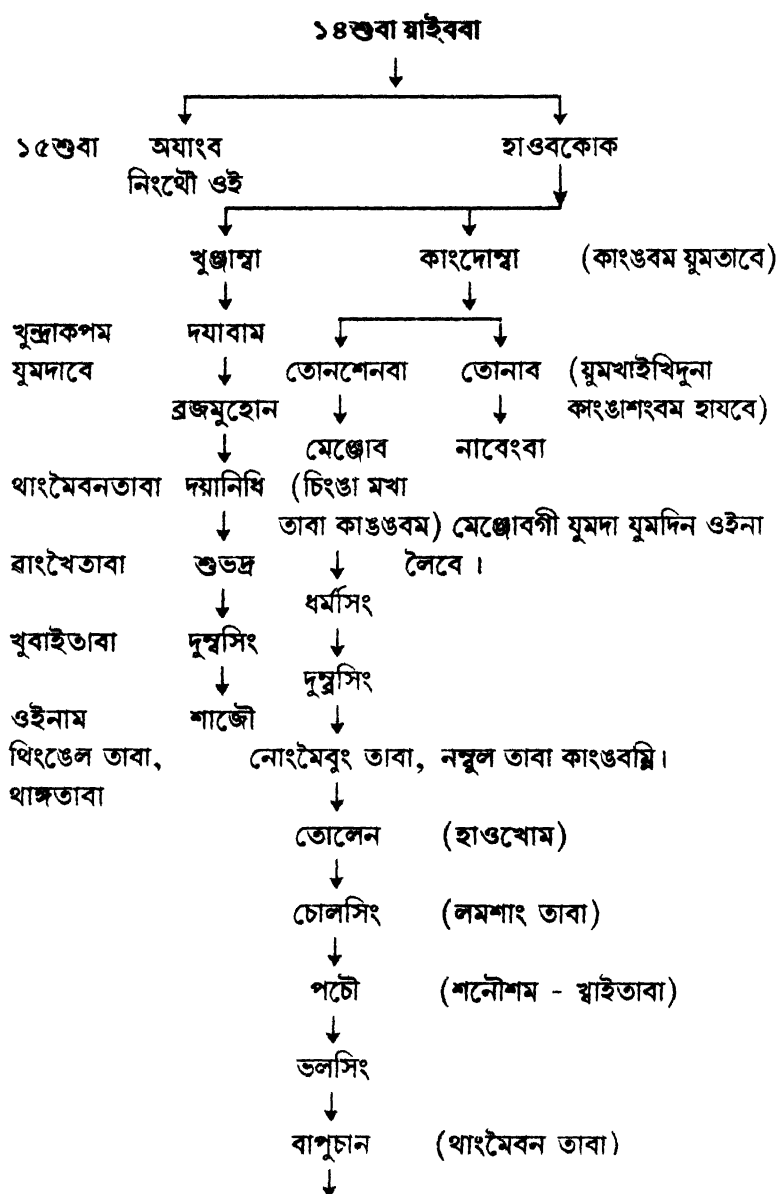 ১৪শুবা য়াইববা
১৫শুবা অযাংব হাওবকোক
নিংথৌ ওই
খুঞ্জাম্বা কাংদোম্বা (কাংঙবম য়ুমতাবে)
খুন্দ্রাকপম দযাবাম
যুমদাবে তোনশেনবা তোনাব (য়ুমখাইখিদুনা
ব্রজমুহোন কাংঙাশংবম হাযবে)
মেঞ্জোব নাবেংবা
থাংমৈবনতাবা দয়ানিধি (চিংঙা মখা
তাবা কাঙঙবম) মেঞ্জোবগী যুমদা যুমদিন ওইনা
ৱাংখৈতাবা শুভদ্র লৈবে ।
ধর্মসিং
খুবাইতাবা দুম্বসিং
দুম্ব্রসিং
ওইনাম শাজৌ
থিংঙেল তাবা, নোংমৈবুং তাবা, নম্বুল তাবা কাংঙবম্নি।
থাঙ্গতাবা
তোলেন (হাওখোম)
চোলসিং (লমশাং তাবা)
পচৌ (শনৌশম - খ্বাইতাবা)
ভলসিং
বাপুচান (থাংমৈবন তাবা)